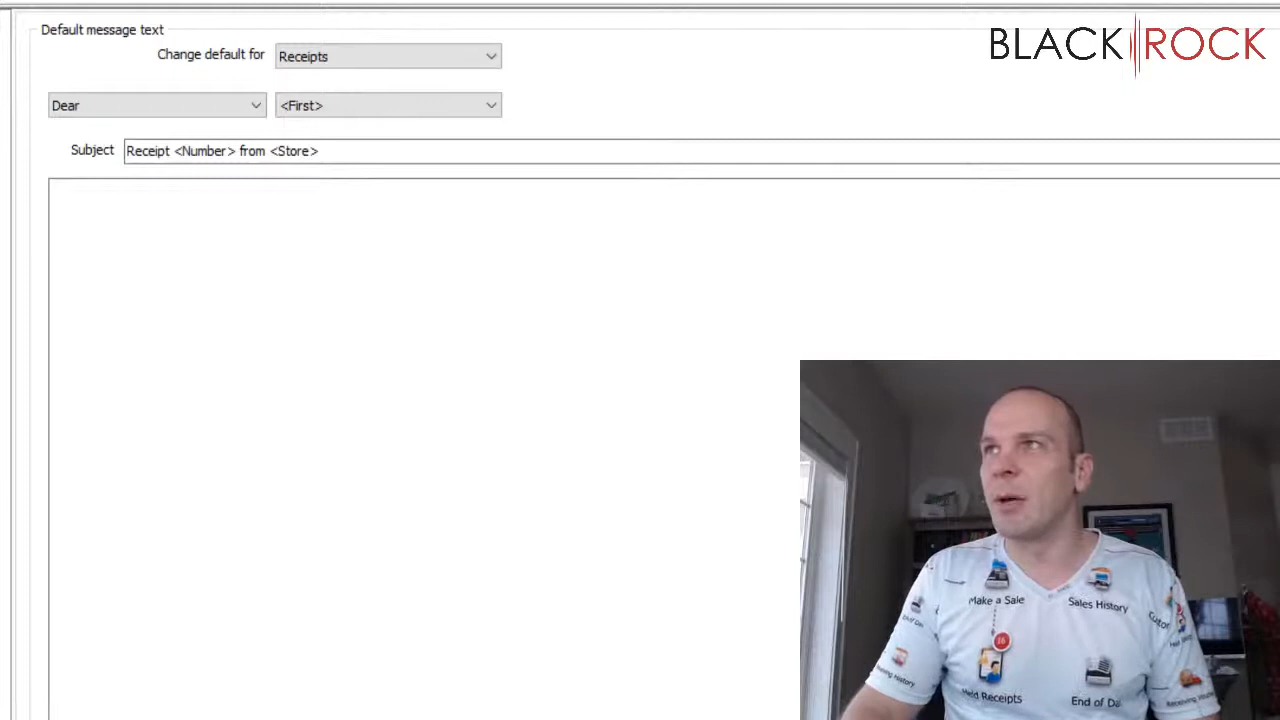 Default message text
BLACK ROCK
Change default for Receipts
Dear <First>
Subject Receipt <Number> from <Store>
Make a Sale
Sales History
16
Held Receipts
End of Da